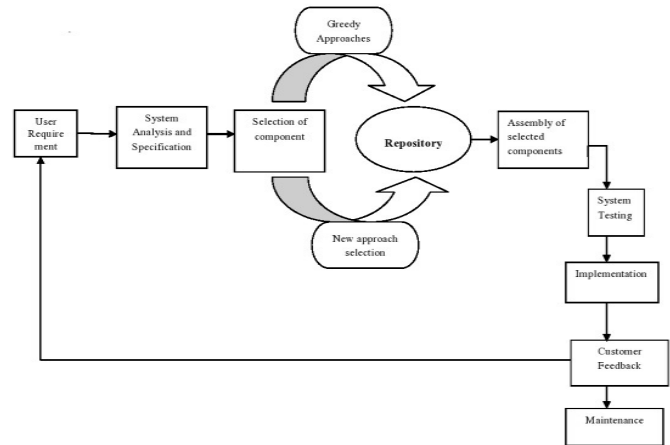 Greedy
Approaches
User
Require
ment
System
Analysis and
Specification
Selection of
component
Repository
Assembly of
selected
components
New approach
selection
System
Testing
Implementation
Customer
Feedback
Maintenance